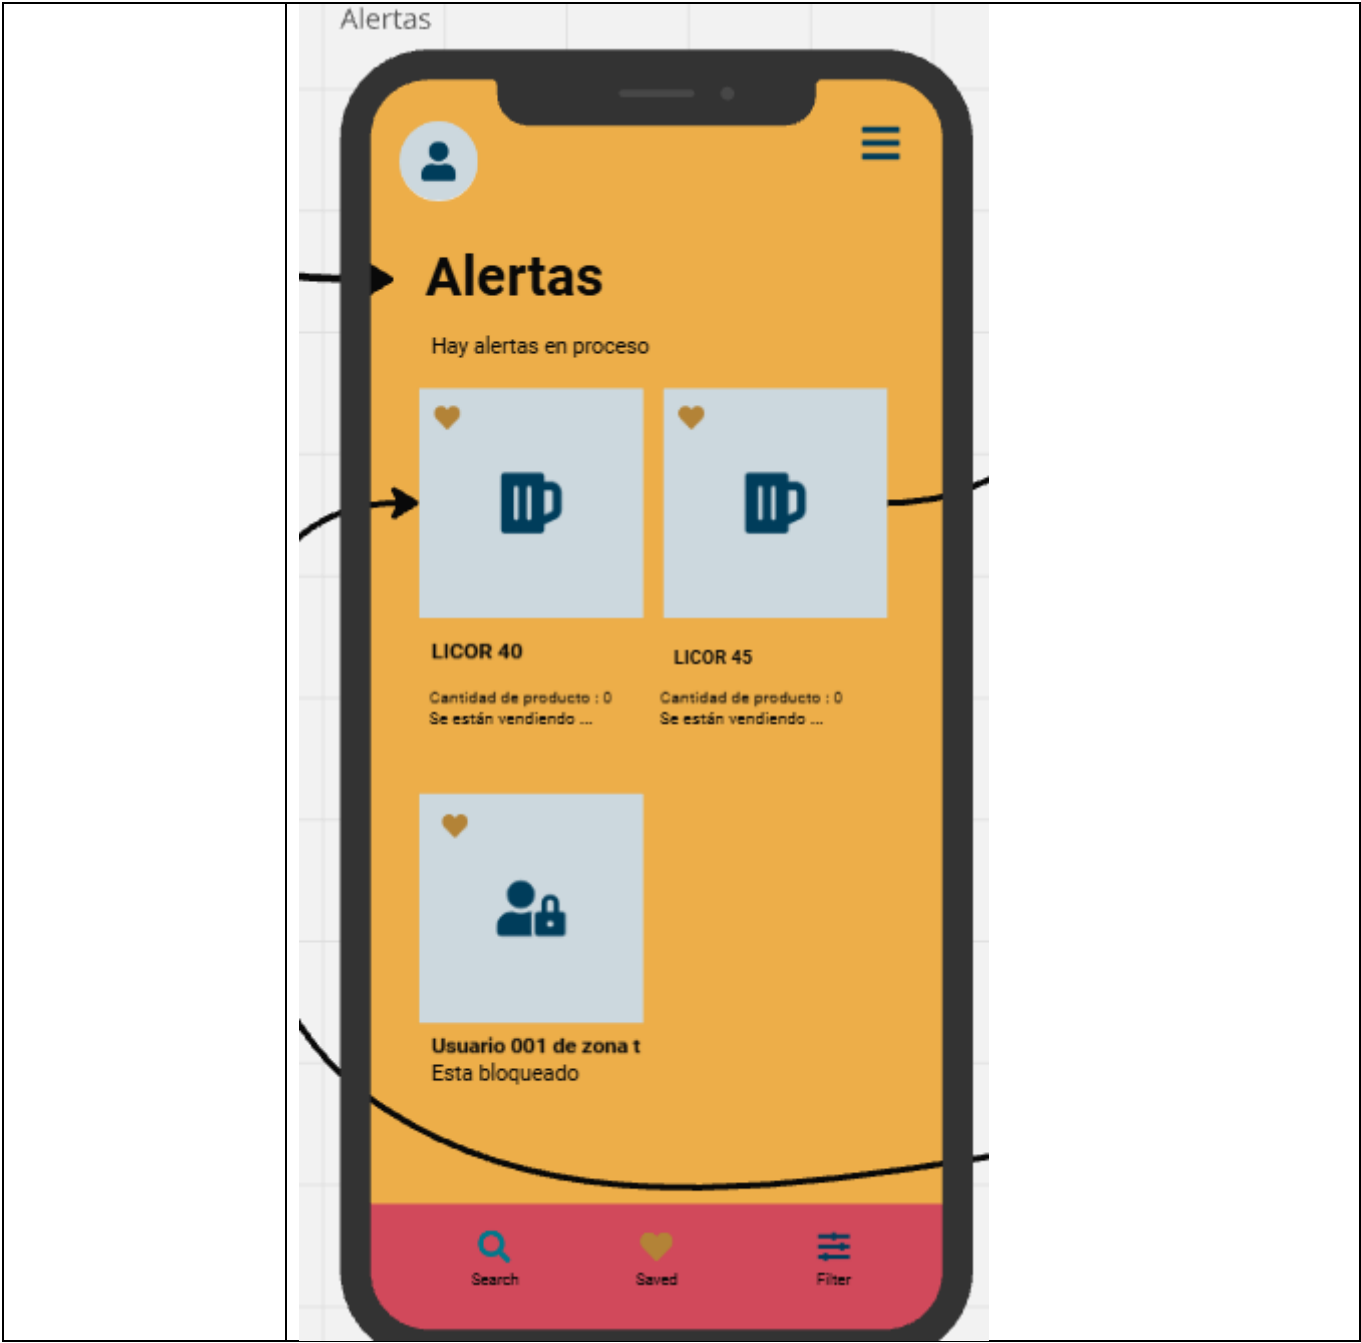 Alertas
Alertas
Hay alertas en proceso
LICOR 40
LICOR 45
Cantidad de producto : 0
Se están vendiendo ...
Cantidad de producto : 0
Se están vendiendo ...
Usuario 001 de zona t
Esta bloqueado
Search
Saved
Filter